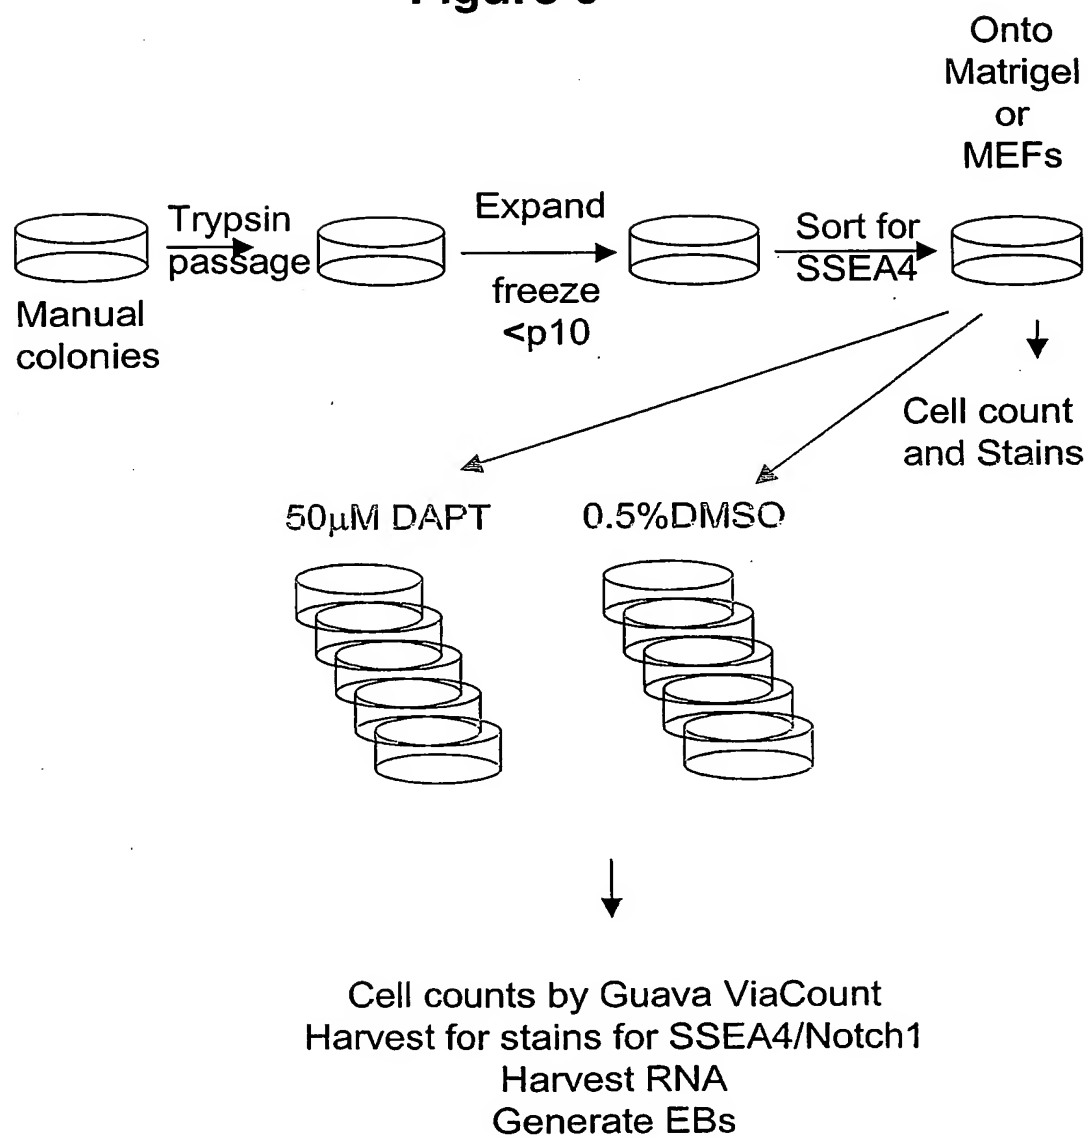 Onto
Matrigel
or
MEFs
Trypsin
passage
Expand
freeze
<p10
Sort for
SSEA4
Manual
colonies
Cell count
and Stains
50μM DAPT
0.5%DMSO
Cell counts by Guava ViaCount
Harvest for stains for SSEA4/Notch1
Harvest RNA
Generate EBs